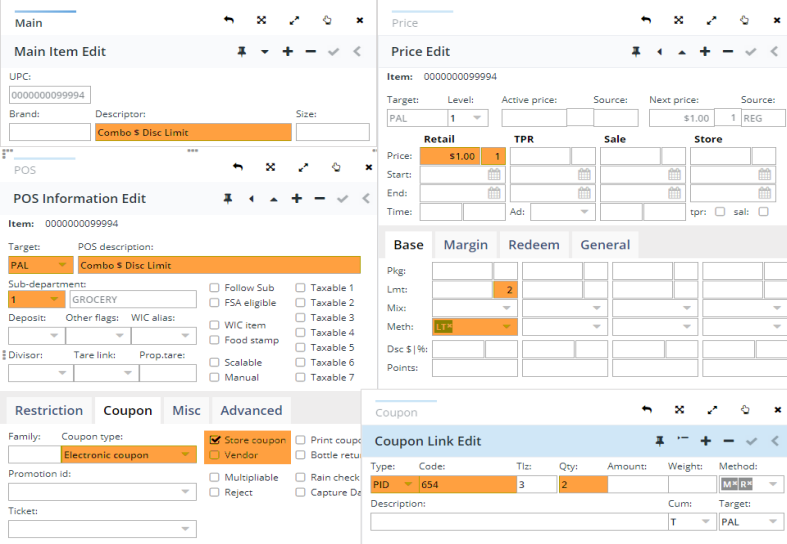 Main
Main Item Edit
UPC:
0000000099994
Brand: Descriptor: Size:
Combo $ Disc Limit
POS
POS Information Edit
Item: 0000000099994
Target: POS description:
PAL Combo $ Disc Limit
Sub-department:
1 GROCERY
Deposit: Other flags: WIC alias:
Divisor: Tare link: Prop.tare:
Follow Sub Taxable 1
FSA eligible Taxable 2
Taxable 3
WIC item Taxable 4
Food stamp Taxable 5
Scalable Taxable 6
Manual Taxable 7
Restriction Coupon Misc Advanced
Family: Coupon type:
Electronic coupon
Promotion id:
Ticket:
Store coupon Print coupo
Vendor Bottle retur
Multipliable Rain check
Reject Capture Da
Price
Price Edit
Item: 0000000099994
Target: Level: Active price: Source: Next price: Source:
PAL 1 $1.00 1 REG
Retail TPR Sale Store
Price: $1.00 1
Start:
End:
Time: Ad: tpr: sal:
Base Margin Redeem General
Pkg:
Lmt: 2
Mix:
Meth: LT*
Dsc $|%:
Points:
Coupon
Coupon Link Edit
Type: Code: Tlz: Qty: Amount: Weight: Method:
PID 654 3 2 M* R*
Description: Cum: Target:
T PAL